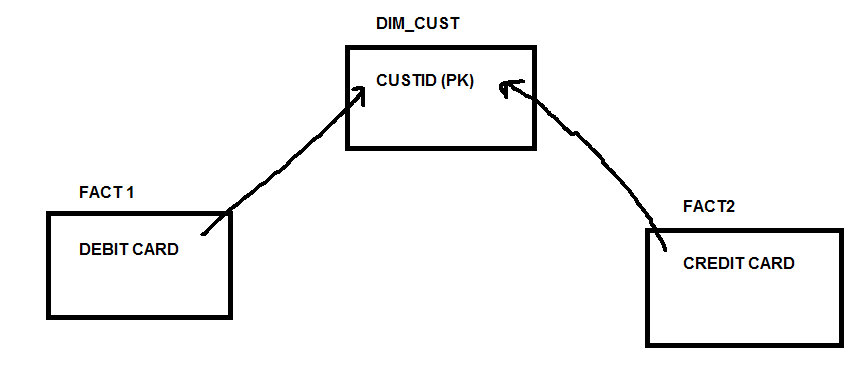 DIM_CUST
CUSTID (PK)
FACT 1
DEBIT CARD
FACT2
CREDIT CARD